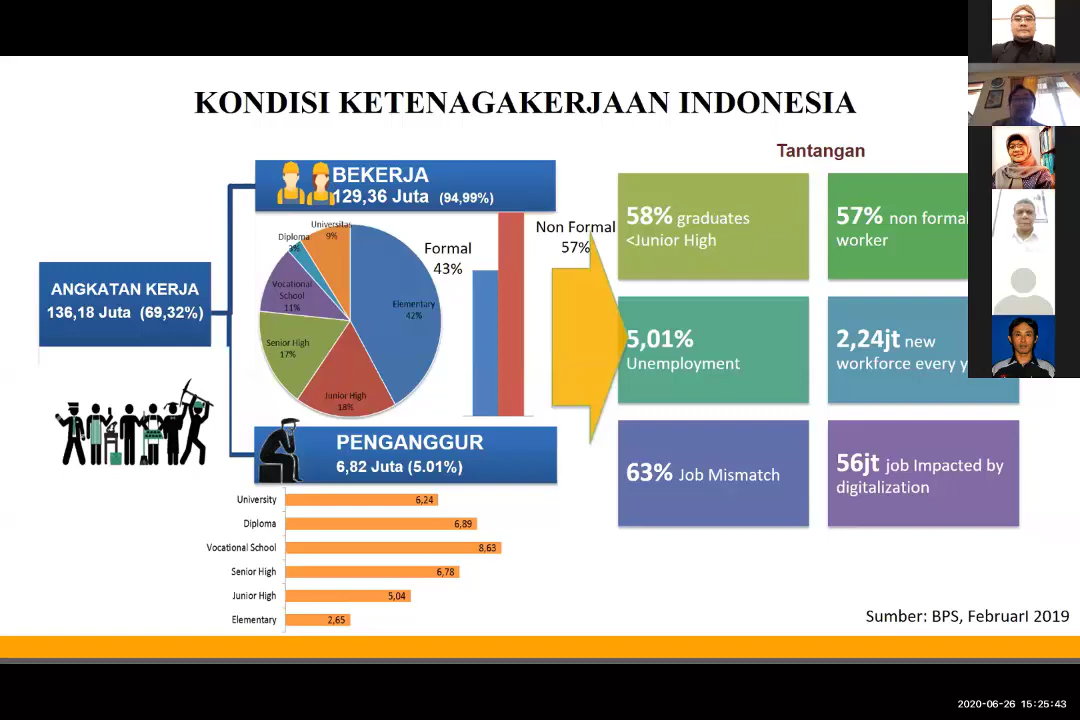 KONDISI KETENAGAKERJAAN INDONESIA
Tantangan
ANGKATAN KERJA
136,18 Juta (69,32%)
BEKERJA
129,36 Juta (94,99%)
Universitas
9%
Diploma
3%
Vocational
School
11%
Senior High
17%
Junior High
18%
Elementary
42%
Formal
43%
Non Formal
57%
PENGANGGUR
6,82 Juta (5.01%)
University 6,24
Diploma 6,89
Vocational School 8,63
Senior High 6,78
Junior High 5,04
Elementary 2,65
58% graduates
<Junior High
57% non formal
worker
5,01%
Unemployment
2,24jt new
workforce every y
63% Job Mismatch
56jt job Impacted by
digitalization
Sumber: BPS, FebruarI 2019
2020-06-26 15:25:43